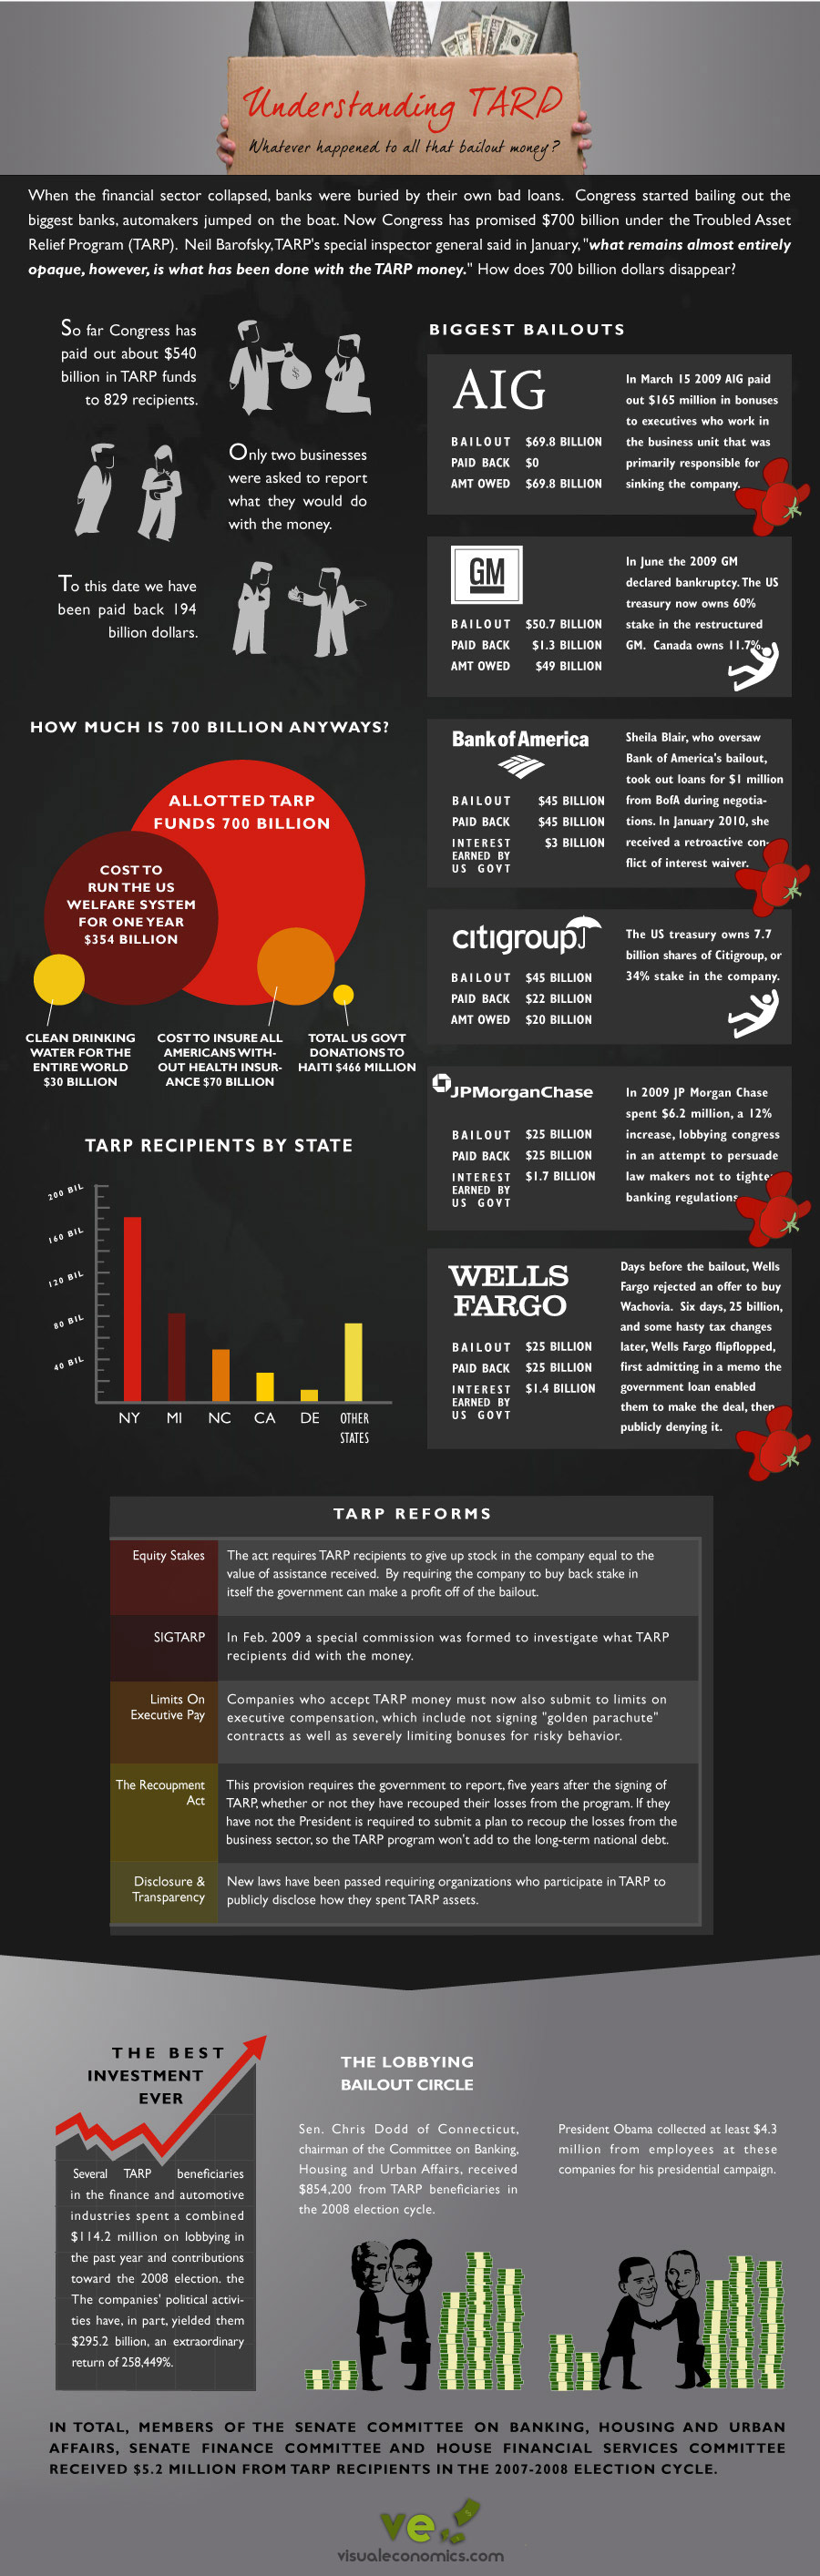 Understanding TARP
Whatever happened to all that bailout money?
When the financial sector collapsed, banks were buried by their own bad loans. Congress started bailing out the
biggest banks, automakers jumped on the boat. Now Congress has promised $700 billion under the Troubled Asset
Relief Program (TARP). Neil Barofsky, TARP's special inspector general said in January, "what remains almost entirely
opaque, however, is what has been done with the TARP money." How does 700 billion dollars disappear?
So far Congress has
paid out about $540
billion in TARP funds
to 829 recipients.
$
Only two businesses
were asked to report
what they would do
with the money.
To this date we have
been paid back 194
billion dollars.
HOW MUCH IS 700 BILLION ANYWAYS?
ALLOTTED TARP
FUNDS 700 BILLION
COST TO
RUN THE US
WELFARE SYSTEM
FOR ONE YEAR
$354 BILLION
CLEAN DRINKING
WATER FOR THE
ENTIRE WORLD
$30 BILLION
COST TO INSURE ALL
AMERICANS WITH-
OUT HEALTH INSUR-
ANCE $70 BILLION
TOTAL US GOVT
DONATIONS TO
HAITI $466 MILLION
TARP RECIPIENTS BY STATE
200 BIL
160 BIL
120 BIL
80 BIL
40 BIL
NY MI NC CA DE OTHER
STATES
BIGGEST BAILOUTS
AIG
BAILOUT $69.8 BILLION
PAID BACK $0
AMT OWED $69.8 BILLION
In March 15 2009 AIG paid
out $165 million in bonuses
to executives who work in
the business unit that was
primarily responsible for
sinking the company.
GM
BAILOUT $50.7 BILLION
PAID BACK $1.3 BILLION
AMT OWED $49 BILLION
In June the 2009 GM
declared bankruptcy. The US
treasury now owns 60%
stake in the restructured
GM. Canada owns 11.7%.
Bank of America
BAILOUT $45 BILLION
PAID BACK $45 BILLION
INTEREST $3 BILLION
EARNED BY
US GOVT
Sheila Blair, who oversaw
Bank of America's bailout,
took out loans for $1 million
from BofA during negotia-
tions. In January 2010, she
received a retroactive con-
flict of interest waiver.
citigroup
BAILOUT $45 BILLION
PAID BACK $22 BILLION
AMT OWED $20 BILLION
The US treasury owns 7.7
billion shares of Citigroup, or
34% stake in the company.
JPMorganChase
BAILOUT $25 BILLION
PAID BACK $25 BILLION
INTEREST $1.7 BILLION
EARNED BY
US GOVT
In 2009 JP Morgan Chase
spent $6.2 million, a 12%
increase, lobbying congress
in an attempt to persuade
law makers not to tighten
banking regulations
WELLS
FARGO
BAILOUT $25 BILLION
PAID BACK $25 BILLION
INTEREST $1.4 BILLION
EARNED BY
US GOVT
Days before the bailout, Wells
Fargo rejected an offer to buy
Wachovia. Six days, 25 billion,
and some hasty tax changes
later, Wells Fargo flipflopped,
first admitting in a memo the
government loan enabled
them to make the deal, then
publicly denying it.
TARP REFORMS
Equity Stakes
The act requires TARP recipients to give up stock in the company equal to the
value of assistance received. By requiring the company to buy back stake in
itself the government can make a profit off of the bailout.
SIGTARP
In Feb. 2009 a special commission was formed to investigate what TARP
recipients did with the money.
Limits On
Executive Pay
Companies who accept TARP money must now also submit to limits on
executive compensation, which include not signing "golden parachute"
contracts as well as severely limiting bonuses for risky behavior.
The Recoupment
Act
This provision requires the government to report, five years after the signing of
TARP, whether or not they have recouped their losses from the program. If they
have not the President is required to submit a plan to recoup the losses from the
business sector, so the TARP program won't add to the long-term national debt.
Disclosure &
Transparency
New laws have been passed requiring organizations who participate in TARP to
publicly disclose how they spent TARP assets.
THE BEST
INVESTMENT
EVER
Several TARP beneficiaries
in the finance and automotive
industries spent a combined
$114.2 million on lobbying in
the past year and contributions
toward the 2008 election. the
The companies' political activi-
ties have, in part, yielded them
$295.2 billion, an extraordinary
return of 258,449%.
THE LOBBYING
BAILOUT CIRCLE
Sen. Chris Dodd of Connecticut,
chairman of the Committee on Banking,
Housing and Urban Affairs, received
$854,200 from TARP beneficiaries in
the 2008 election cycle.
President Obama collected at least $4.3
million from employees at these
companies for his presidential campaign.
IN TOTAL, MEMBERS OF THE SENATE COMMITTEE ON BANKING, HOUSING AND URBAN
AFFAIRS, SENATE FINANCE COMMITTEE AND HOUSE FINANCIAL SERVICES COMMITTEE
RECEIVED $5.2 MILLION FROM TARP RECIPIENTS IN THE 2007-2008 ELECTION CYCLE.
ve
visualeconomics.com